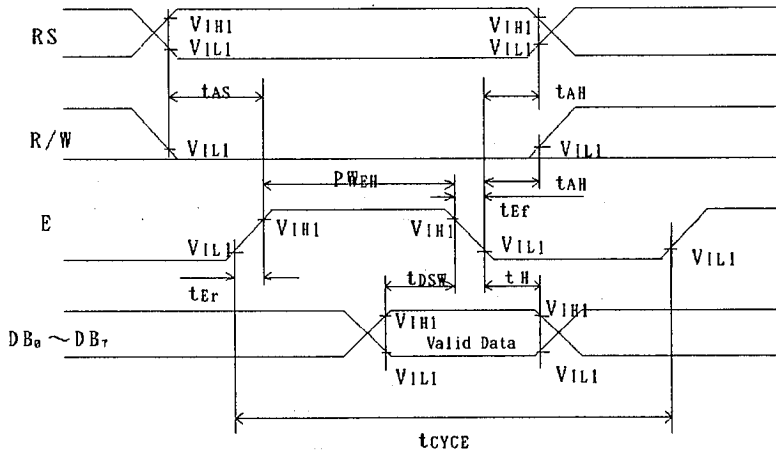 RS
VIH1
VIL1
VIH1
VIL1
tAS
tAH
R/W
VIL1
VIL1
PWEH
tAH
tEf
E
VIH1
VIH1
VIL1
VIL1
VIL1
tEr
tDSW
tH
DB0 ~DB7
VIH1
Valid Data
VIH1
VIL1
VIL1
tCYCE